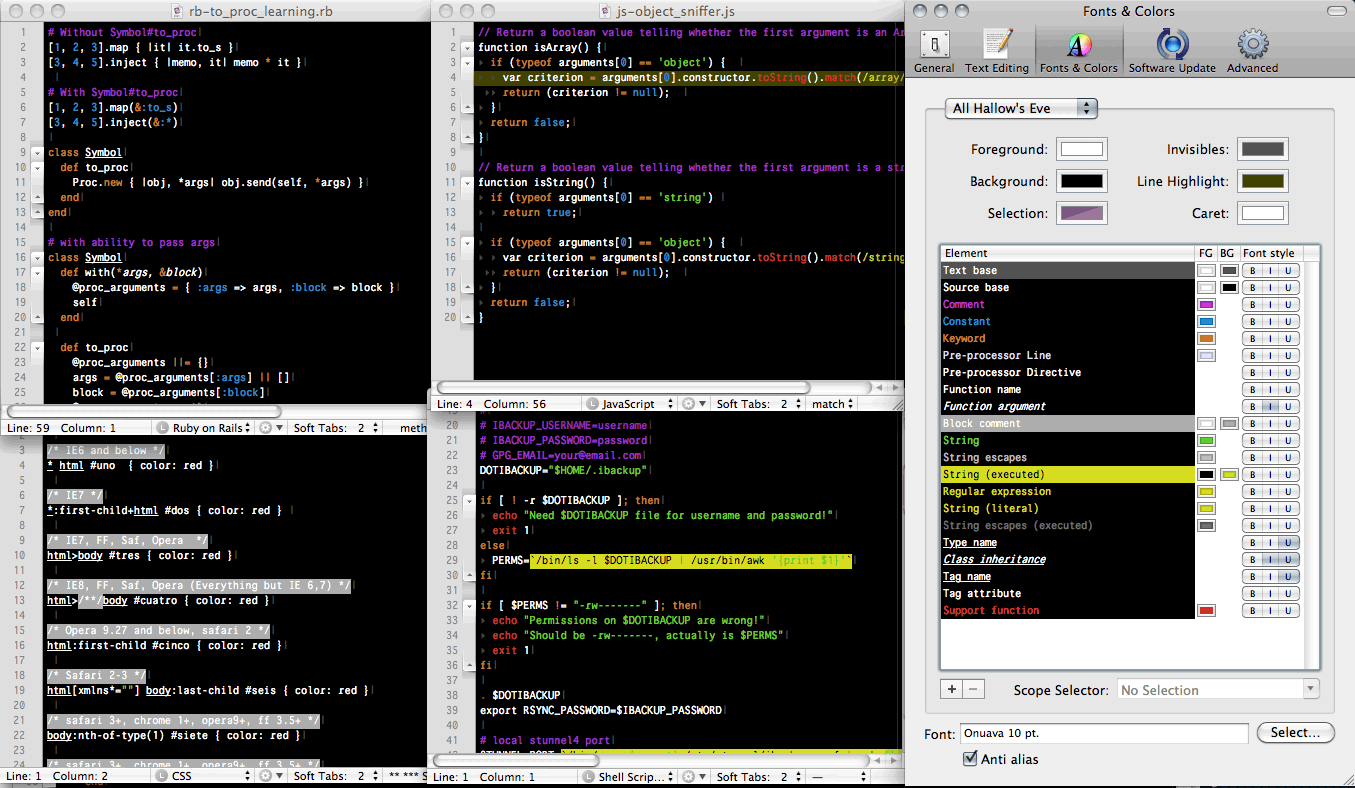 rb-to_proc_learning.rb
1 # Without Symbol#to_proc
2 [1, 2, 3].map { |it| it.to_s }
3 [3, 4, 5].inject { |memo, it| memo * it }
4
5 # With Symbol#to_proc
6 [1, 2, 3].map(&:to_s)
7 [3, 4, 5].inject(&:*)
8
9 class Symbol
10 def to_proc
11 Proc.new { |obj, *args| obj.send(self, *args) }
12 end
13 end
14
15 # with ability to pass args
16 class Symbol
17 def with(*args, &block)
18 @proc_arguments = { :args => args, :block => block }
19 self
20 end
21
22 def to_proc
23 @proc_arguments ||= {}
24 args = @proc_arguments[:args] || []
25 block = @proc_arguments[:block]
Line: 59 Column: 1 Ruby on Rails Soft Tabs: 2 meth
js-object_sniffer.js
1 // Return a boolean value telling whether the first argument is an Ar
2 function isArray() {
3 if (typeof arguments[0] == 'object') {
4 var criterion = arguments[0].constructor.toString().match(/array/
5 return (criterion != null);
6 }
7 return false;
8 }
9
10 // Return a boolean value telling whether the first argument is a str
11 function isString() {
12 if (typeof arguments[0] == 'string')
13 return true;
14
15 if (typeof arguments[0] == 'object') {
16 var criterion = arguments[0].constructor.toString().match(/string
17 return (criterion != null);
18 }
19 return false;
20 }
Line: 4 Column: 56 JavaScript Soft Tabs: 2 match
3 /* IE6 and below */
4 * html #uno { color: red }
5
6 /* IE7 */
7 *:first-child+html #dos { color: red }
8
9 /* IE7, FF, Saf, Opera */
10 html>body #tres { color: red }
11
12 /* IE8, FF, Saf, Opera (Everything but IE 6,7) */
13 html>/**/body #cuatro { color: red }
14
15 /* Opera 9.27 and below, safari 2 */
16 html:first-child #cinco { color: red }
17
18 /* Safari 2-3 */
19 html[xmlns*=""] body:last-child #seis { color: red }
20
21 /* safari 3+, chrome 1+, opera9+, ff 3.5+ */
22 body:nth-of-type(1) #siete { color: red }
23
24 /* safari 3+, chrome 1+, opera9+, ff 3.5+ */
Line: 1 Column: 2 CSS Soft Tabs: 2 ** *** S
19 #
20 # IBACKUP_USERNAME=username
21 # IBACKUP_PASSWORD=password
22 # GPG_EMAIL=your@email.com
23 DOTIBACKUP="$HOME/.ibackup"
24
25 if [ ! -r $DOTIBACKUP ]; then
26 echo "Need $DOTIBACKUP file for username and password!"
27 exit 1
28 else
29 PERMS=`/bin/ls -l $DOTIBACKUP | /usr/bin/awk '{print $1}'`
30 fi
31
32 if [ $PERMS != "-rw-------" ]; then
33 echo "Permissions on $DOTIBACKUP are wrong!"
34 echo "Should be -rw-------, actually is $PERMS"
35 exit 1
36 fi
37
38 . $DOTIBACKUP
39 export RSYNC_PASSWORD=$IBACKUP_PASSWORD
40
41 # local stunnel4 port
Line: 1 Column: 1 Shell Scrip... Soft Tabs: 2 —
Fonts & Colors
General Text Editing Fonts & Colors Software Update Advanced
All Hallow's Eve
Foreground: Invisibles:
Background: Line Highlight:
Selection: Caret:
Element FG BG Font style
Text base B I U
Source base B I U
Comment B I U
Constant B I U
Keyword B I U
Pre-processor Line B I U
Pre-processor Directive B I U
Function name B I U
Function argument B I U
Block comment B I U
String B I U
String escapes B I U
String (executed) B I U
Regular expression B I U
String (literal) B I U
String escapes (executed) B I U
Type name B I U
Class inheritance B I U
Tag name B I U
Tag attribute B I U
Support function B I U
+ − Scope Selector: No Selection
Font: Onuava 10 pt. Select...
Anti alias